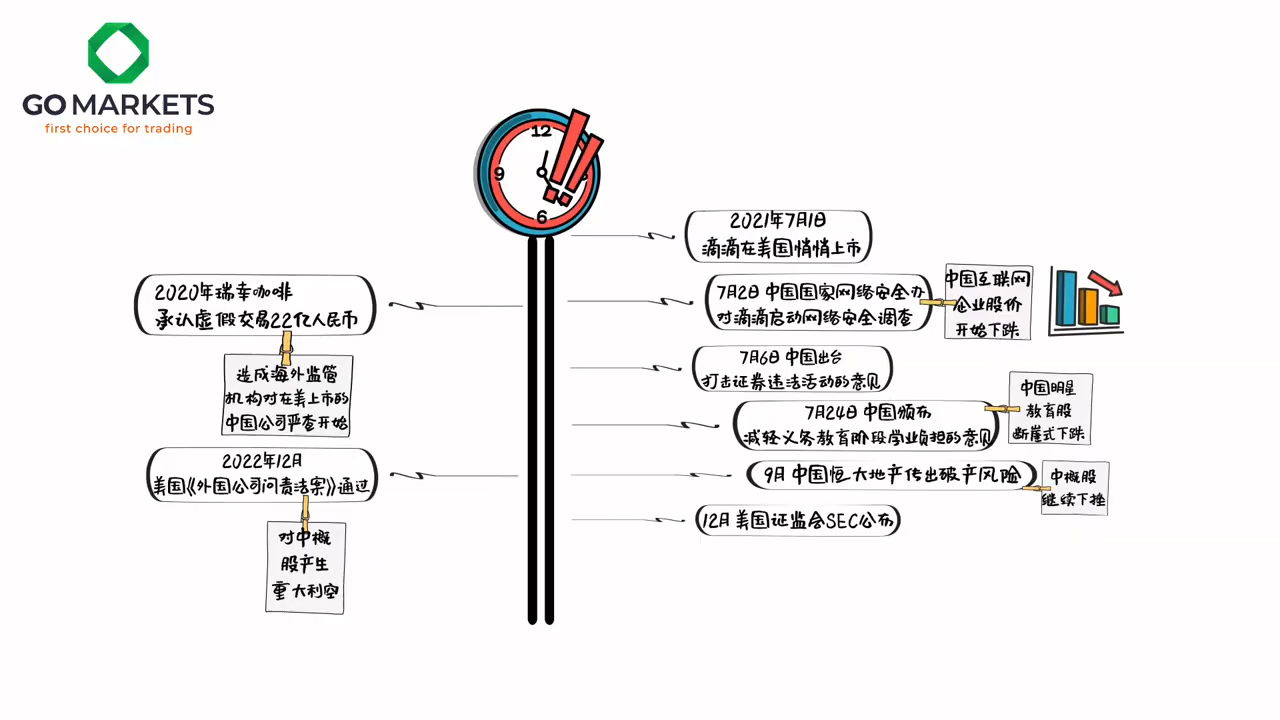 GO MARKETS
first choice for trading
12
9
6
2020年瑞幸咖啡
承认虚假交易22亿人民币
造成海外监管
机构对在美上市的
中国公司严查开始
2022年12月
美国《外国公司问责法案》通过
对中概
股产生
重大利空
2021年7月1日
滴滴在美国悄悄上市
7月2日 中国国家网络安全办
对滴滴启动网络安全调查
中国互联网
企业股价
开始下跌
7月6日 中国出台
打击证券违法活动的意见
7月24日 中国颁布
减轻义务教育阶段学业负担的意见
中国明星
教育股
断崖式下跌
9月 中国恒大地产传出破产风险
中概股
继续下挫
12月 美国证监会SEC公布